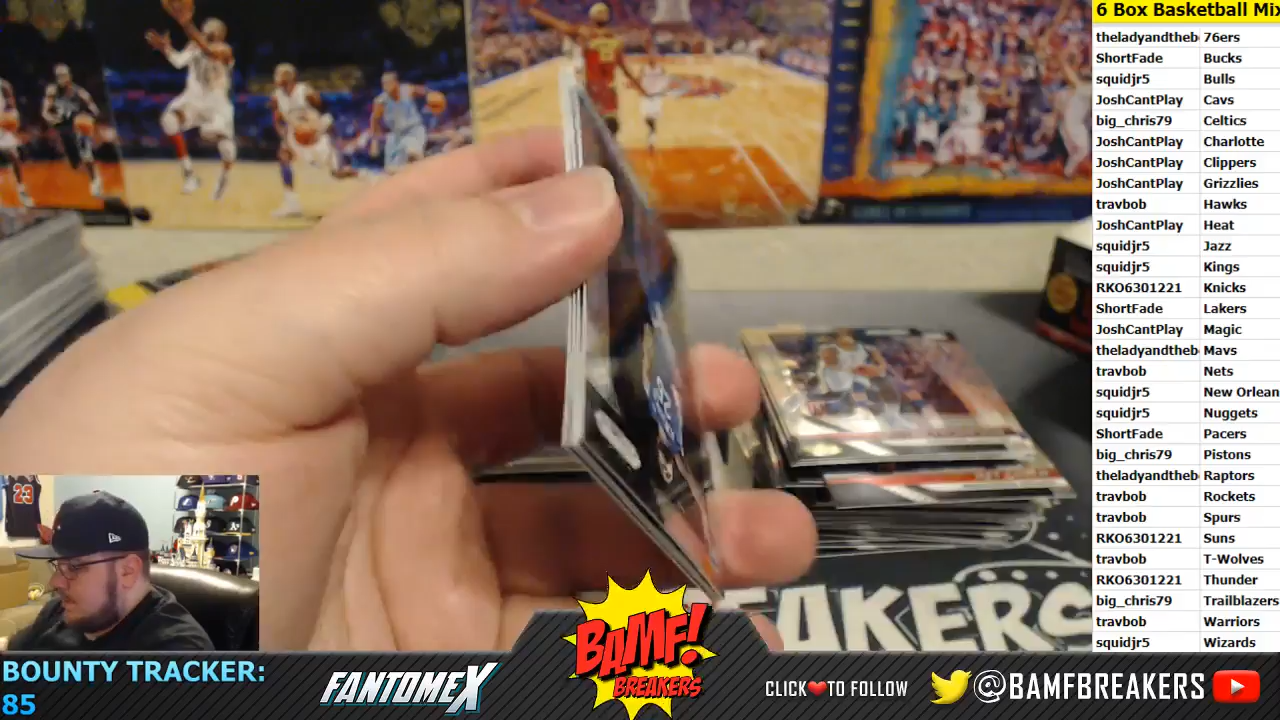 6 Box Basketball Mix
theladyandtheb 76ers
ShortFade Bucks
squidjr5 Bulls
JoshCantPlay Cavs
big_chris79 Celtics
JoshCantPlay Charlotte
JoshCantPlay Clippers
JoshCantPlay Grizzlies
travbob Hawks
JoshCantPlay Heat
squidjr5 Jazz
squidjr5 Kings
RKO6301221 Knicks
ShortFade Lakers
JoshCantPlay Magic
theladyandtheb Mavs
travbob Nets
squidjr5 New Orlean
squidjr5 Nuggets
ShortFade Pacers
big_chris79 Pistons
theladyandtheb Raptors
travbob Rockets
travbob Spurs
RKO6301221 Suns
travbob T-Wolves
RKO6301221 Thunder
big_chris79 Trailblazers
travbob Warriors
squidjr5 Wizards
23
EAKERS
BOUNTY TRACKER:
85
FANTOMEX
BAMF!
BREAKERS
CLICK TO FOLLOW
@BAMFBREAKERS